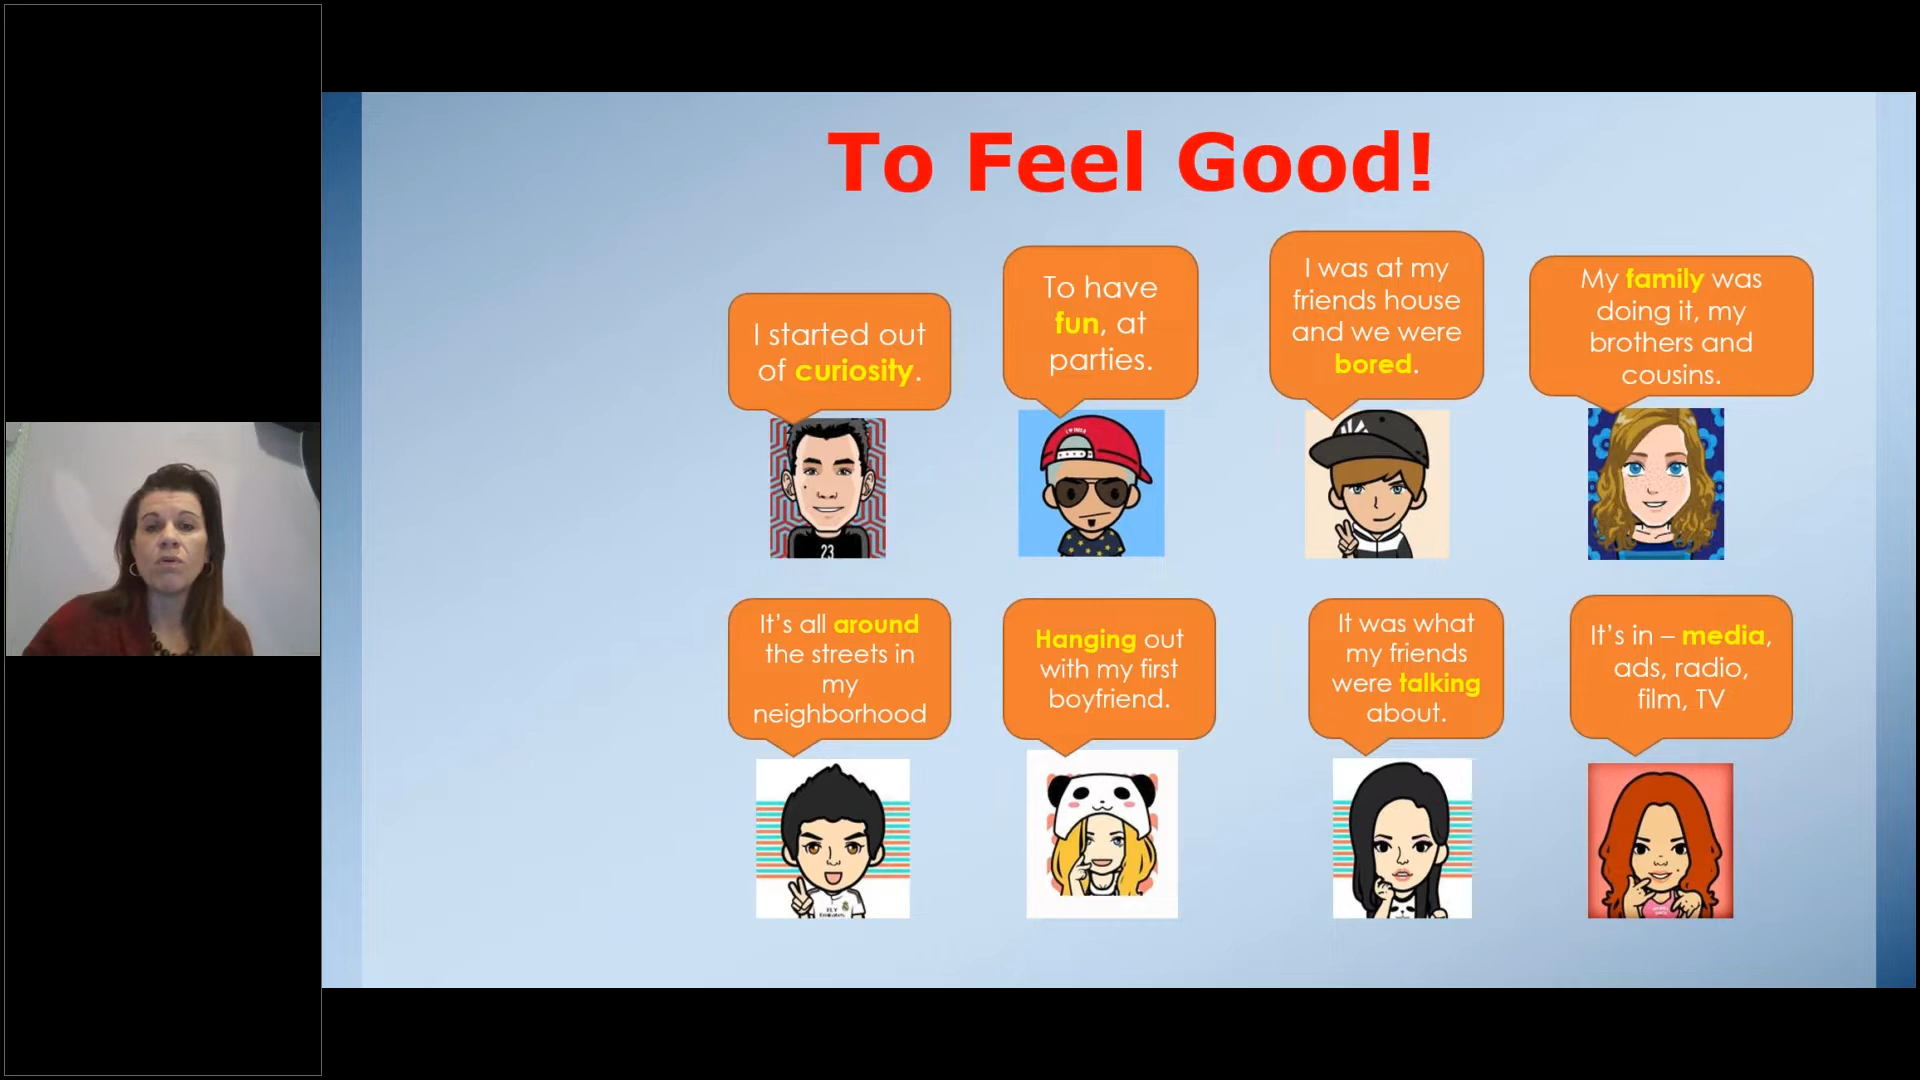 To Feel Good!
I started out
of curiosity.
To have
fun, at
parties.
I was at my
friends house
and we were
bored.
My family was
doing it, my
brothers and
cousins.
23
It's all around
the streets in
my
neighborhood
Hanging out
with my first
boyfriend.
It was what
my friends
were talking
about.
It's in – media,
ads, radio,
film, TV